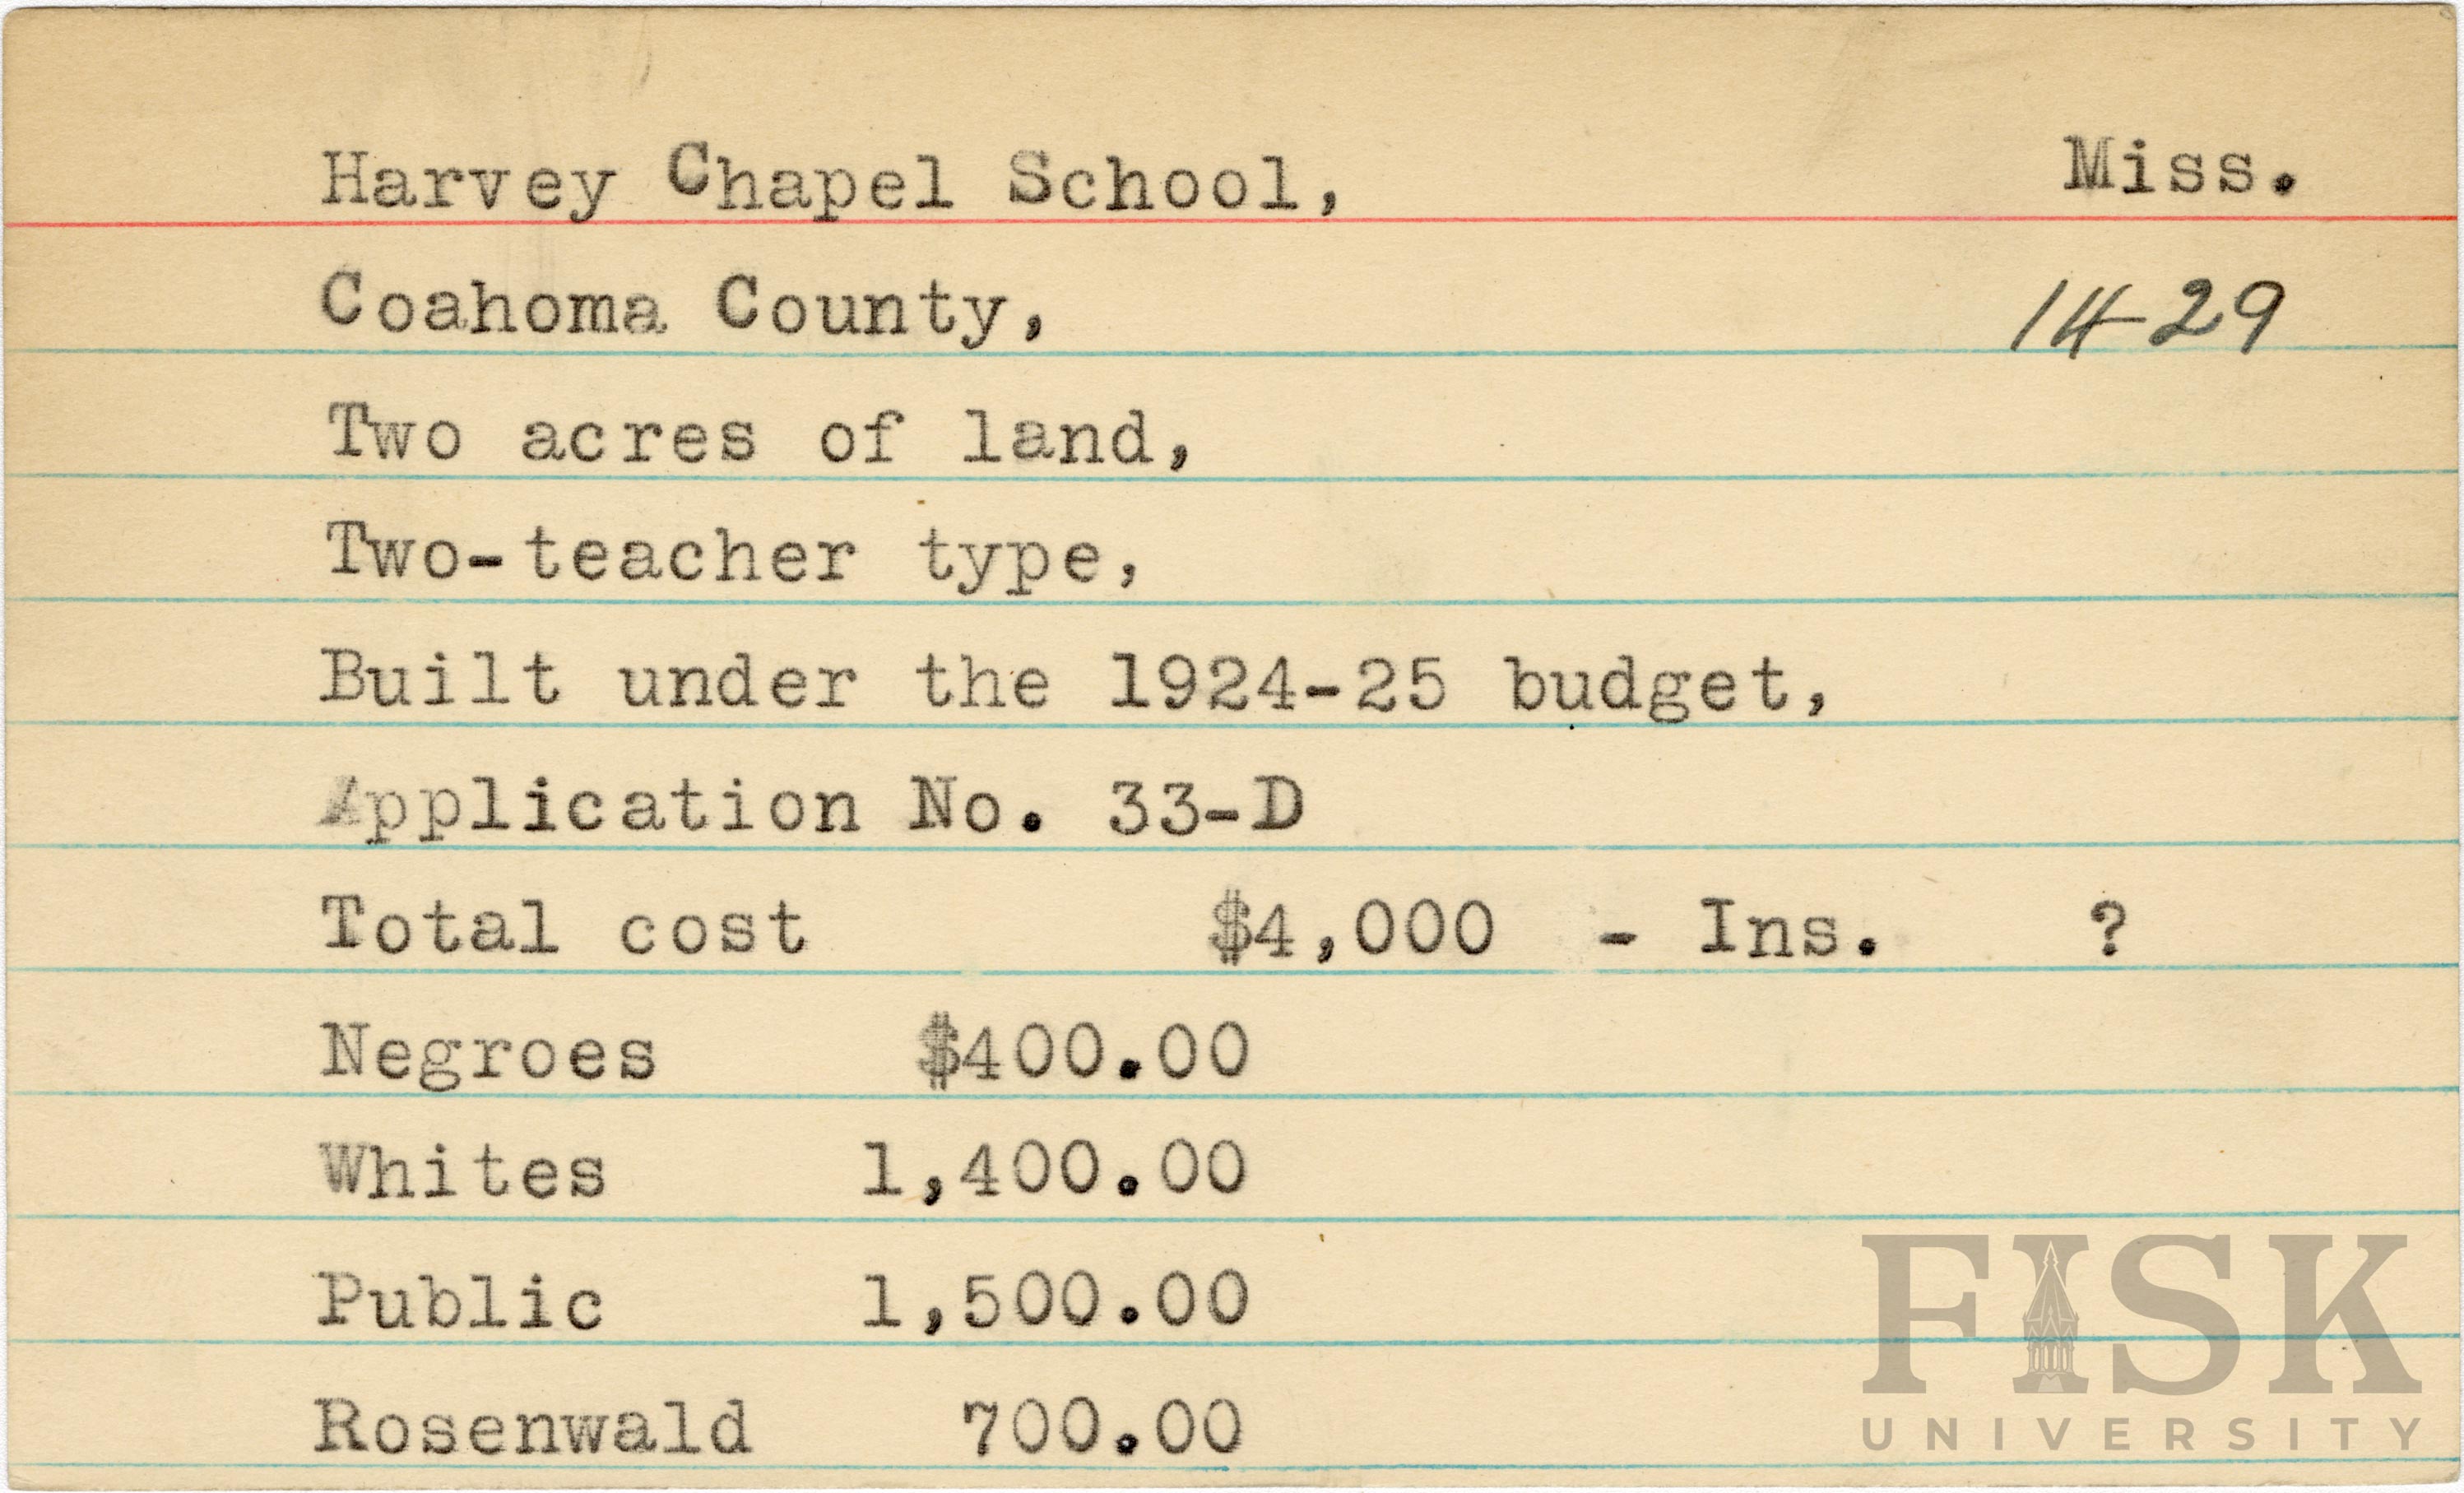 Harvey Chapel School, Miss.
Coahoma County, 14-29
Two acres of land,
Two-teacher type,
Built under the 1924-25 budget,
Application No. 33-D
Total cost $4,000 - Ins. ?
Negroes $400.00
Whites 1,400.00
Public 1,500.00
Rosenwald 700.00
FISK
UNIVERSITY